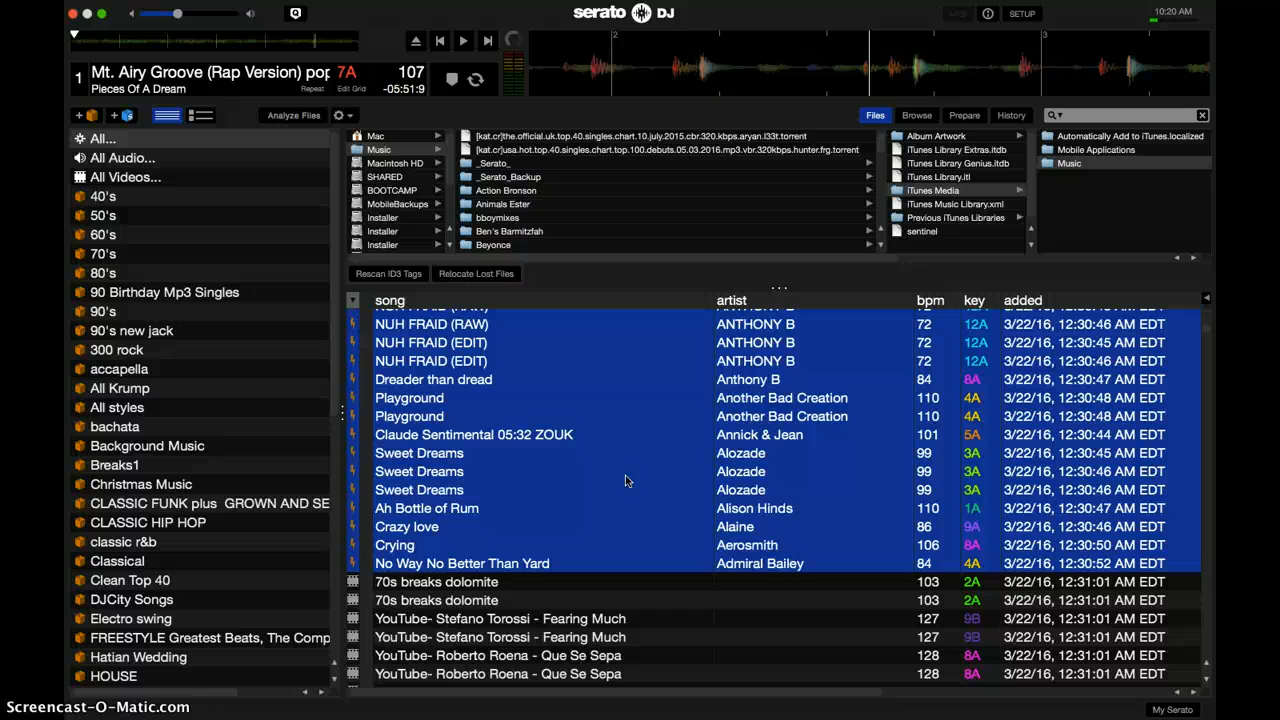 serato DJ
10:20 AM
MIDI
SETUP
2
3
1
Mt. Airy Groove (Rap Version) pop
7A
107
Pieces Of A Dream
Repeat
Edit Grid
-05:51:9
Analyze Files
Files
Browse
Prepare
History
All...
All Audio...
All Videos...
40's
50's
60's
70's
80's
90 Birthday Mp3 Singles
90's
90's new jack
300 rock
accapella
All Krump
All styles
bachata
Background Music
Breaks1
Christmas Music
CLASSIC FUNK plus GROWN AND SE
CLASSIC HIP HOP
classic r&b
Classical
Clean Top 40
DJCity Songs
Electro swing
FREESTYLE Greatest Beats, The Comp
Hatian Wedding
HOUSE
Mac
Music
Macintosh HD
SHARED
BOOTCAMP
MobileBackups
Installer
Installer
Installer
[kat.cr]the.official.uk.top.40.singles.chart.10.july.2015.cbr.320.kbps.aryan.l33t.torrent
[kat.cr]usa.hot.top.40.singles.chart.top.100.debuts.05.03.2016.mp3.vbr.320kbps.hunter.frg.torrent
_Serato_
_Serato_Backup
Action Bronson
Animals Ester
bboymixes
Ben's Barmitzfah
Beyonce
Album Artwork
iTunes Library Extras.itdb
iTunes Library Genius.itdb
iTunes Library.itl
iTunes Media
iTunes Music Library.xml
Previous iTunes Libraries
sentinel
Automatically Add to iTunes.localized
Mobile Applications
Music
Rescan ID3 Tags
Relocate Lost Files
song artist bpm key added
NUH FRAID (RAW) ANTHONY B 72 12A 3/22/16, 12:30:46 AM EDT
NUH FRAID (EDIT) ANTHONY B 72 12A 3/22/16, 12:30:45 AM EDT
NUH FRAID (EDIT) ANTHONY B 72 12A 3/22/16, 12:30:46 AM EDT
Dreader than dread Anthony B 84 8A 3/22/16, 12:30:47 AM EDT
Playground Another Bad Creation 110 4A 3/22/16, 12:30:48 AM EDT
Playground Another Bad Creation 110 4A 3/22/16, 12:30:48 AM EDT
Claude Sentimental 05:32 ZOUK Annick & Jean 101 5A 3/22/16, 12:30:44 AM EDT
Sweet Dreams Alozade 99 3A 3/22/16, 12:30:45 AM EDT
Sweet Dreams Alozade 99 3A 3/22/16, 12:30:46 AM EDT
Sweet Dreams Alozade 99 3A 3/22/16, 12:30:46 AM EDT
Ah Bottle of Rum Alison Hinds 110 1A 3/22/16, 12:30:47 AM EDT
Crazy love Alaine 86 9A 3/22/16, 12:30:46 AM EDT
Crying Aerosmith 106 8A 3/22/16, 12:30:50 AM EDT
No Way No Better Than Yard Admiral Bailey 84 4A 3/22/16, 12:30:52 AM EDT
70s breaks dolomite 103 2A 3/22/16, 12:31:01 AM EDT
70s breaks dolomite 103 2A 3/22/16, 12:31:01 AM EDT
YouTube- Stefano Torossi - Fearing Much 127 9B 3/22/16, 12:31:01 AM EDT
YouTube- Stefano Torossi - Fearing Much 127 9B 3/22/16, 12:31:01 AM EDT
YouTube- Roberto Roena - Que Se Sepa 128 8A 3/22/16, 12:31:01 AM EDT
YouTube- Roberto Roena - Que Se Sepa 128 8A 3/22/16, 12:31:01 AM EDT
My Serato
Screencast-O-Matic.com